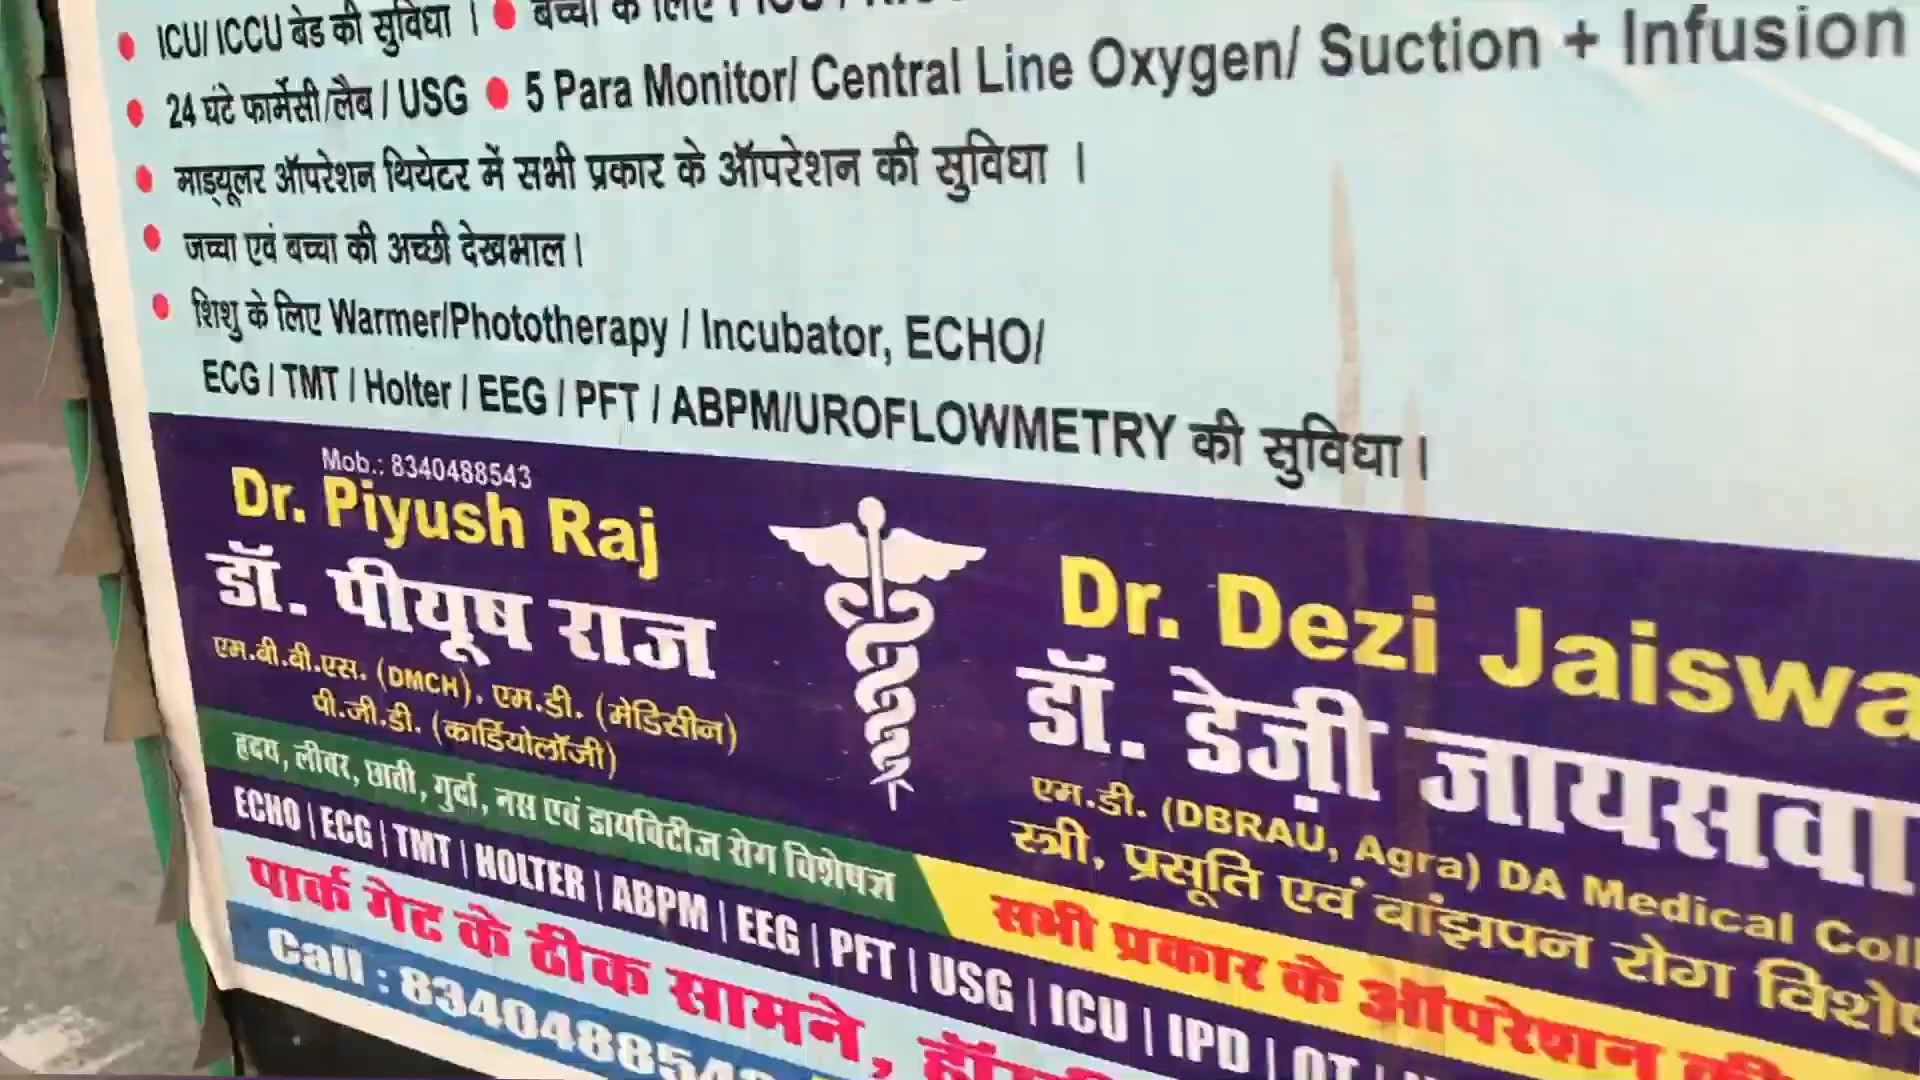 ICU/ ICCU बेड की सुविधा । ● बच्चों के लिए
● 24 घंटे फार्मेसी/लैब / USG ● 5 Para Monitor/ Central Line Oxygen/ Suction + Infusion
● माड्यूलर ऑपरेशन थियेटर में सभी प्रकार के ऑपरेशन की सुविधा ।
● जच्चा एवं बच्चा की अच्छी देखभाल।
● शिशु के लिए Warmer/Phototherapy / Incubator, ECHO/
ECG / TMT / Holter / EEG / PFT / ABPM/UROFLOWMETRY की सुविधा।
Mob.: 8340488543
Dr. Piyush Raj
डॉ. पीयूष राज
एम.बी.बी.एस. (DMCH), एम.डी. (मेडिसीन)
पी.जी.डी. (कार्डियोलॉजी)
हृदय, लीवर, छाती, गुर्दा, नस एवं डायबिटीज रोग विशेषज्ञ
Dr. Dezi
डॉ. डेज़ी
एम.डी. (DBRAU, Agra) DA Medical
स्त्री, प्रसूति एवं बांझपन रोग
सभी प्रकार के ऑपरेशन की
ECHO | ECG | TMT | HOLTER | ABPM | EEG | PFT | USG | ICU | IPD | OT |
पार्क गेट के ठीक सामने,
Call :